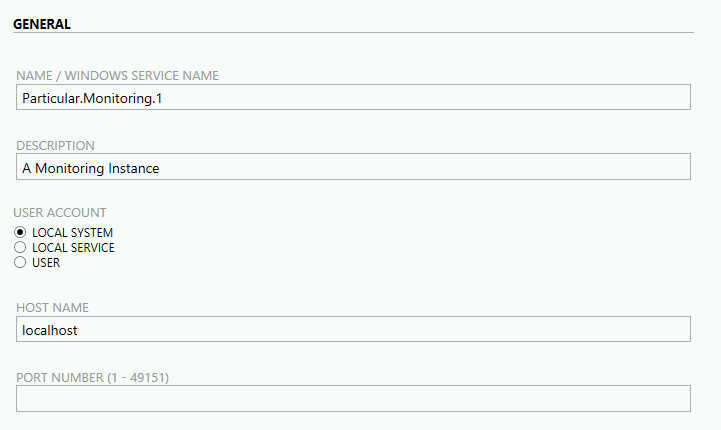 GENERAL
NAME / WINDOWS SERVICE NAME
Particular.Monitoring.1
DESCRIPTION
A Monitoring Instance
USER ACCOUNT
LOCAL SYSTEM
LOCAL SERVICE
USER
HOST NAME
localhost
PORT NUMBER (1 - 49151)